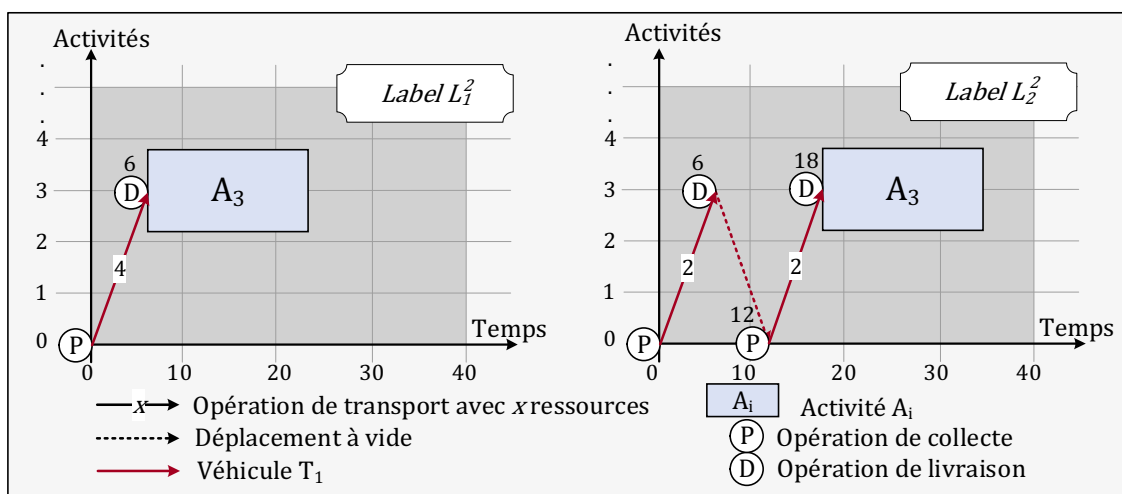 Activités
Label L₁²
4
3
2
1
0
6
D
A₃
4
P
Temps
0 10 20 30 40
Activités
Label L₂²
4
3
2
1
0
6
D
18
D
A₃
2
2
12
P
P
Temps
0 10 20 30 40
x Opération de transport avec x ressources
Déplacement à vide
Véhicule T₁
Aᵢ Activité Aᵢ
P Opération de collecte
D Opération de livraison